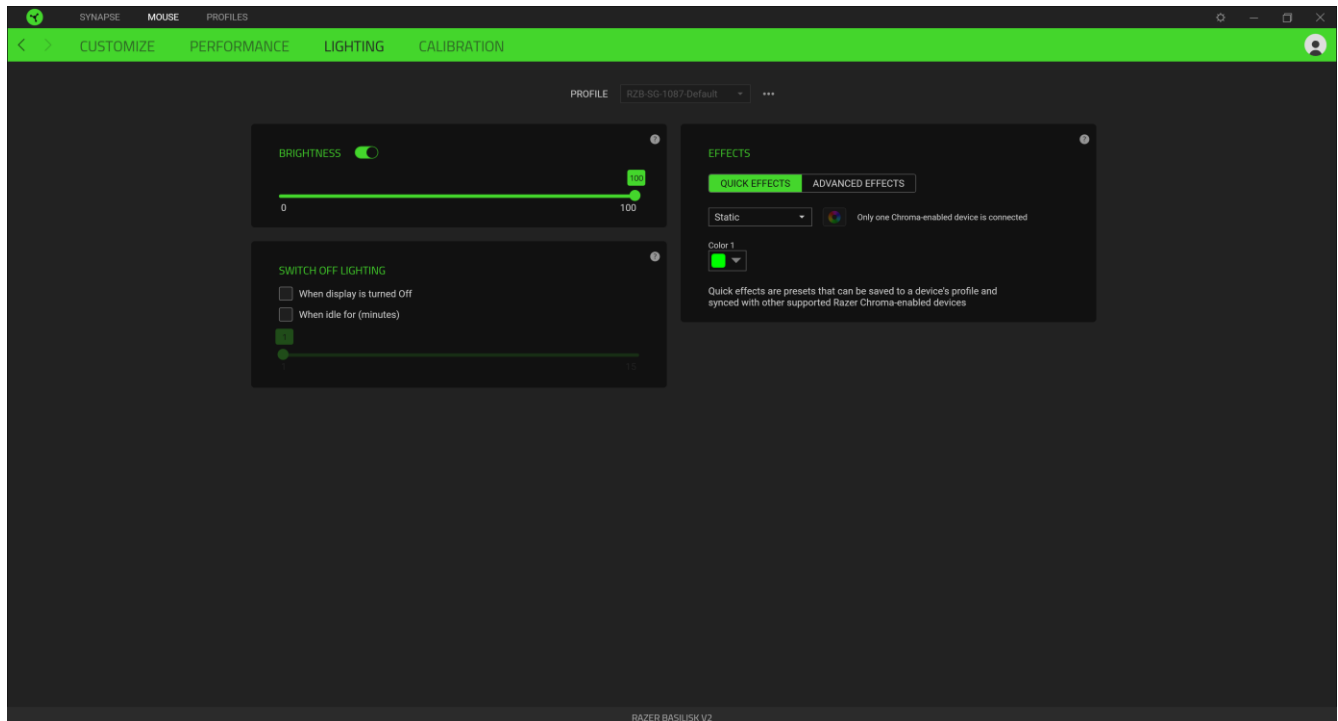 SYNAPSE MOUSE PROFILES
CUSTOMIZE PERFORMANCE LIGHTING CALIBRATION
PROFILE RZB-SG-1087-Default
BRIGHTNESS
100
0 100
SWITCH OFF LIGHTING
When display is turned Off
When idle for (minutes)
1
1 15
EFFECTS
QUICK EFFECTS ADVANCED EFFECTS
Static Only one Chroma-enabled device is connected
Color 1
Quick effects are presets that can be saved to a device's profile and
synced with other supported Razer Chroma-enabled devices
RAZER BASILISK V2